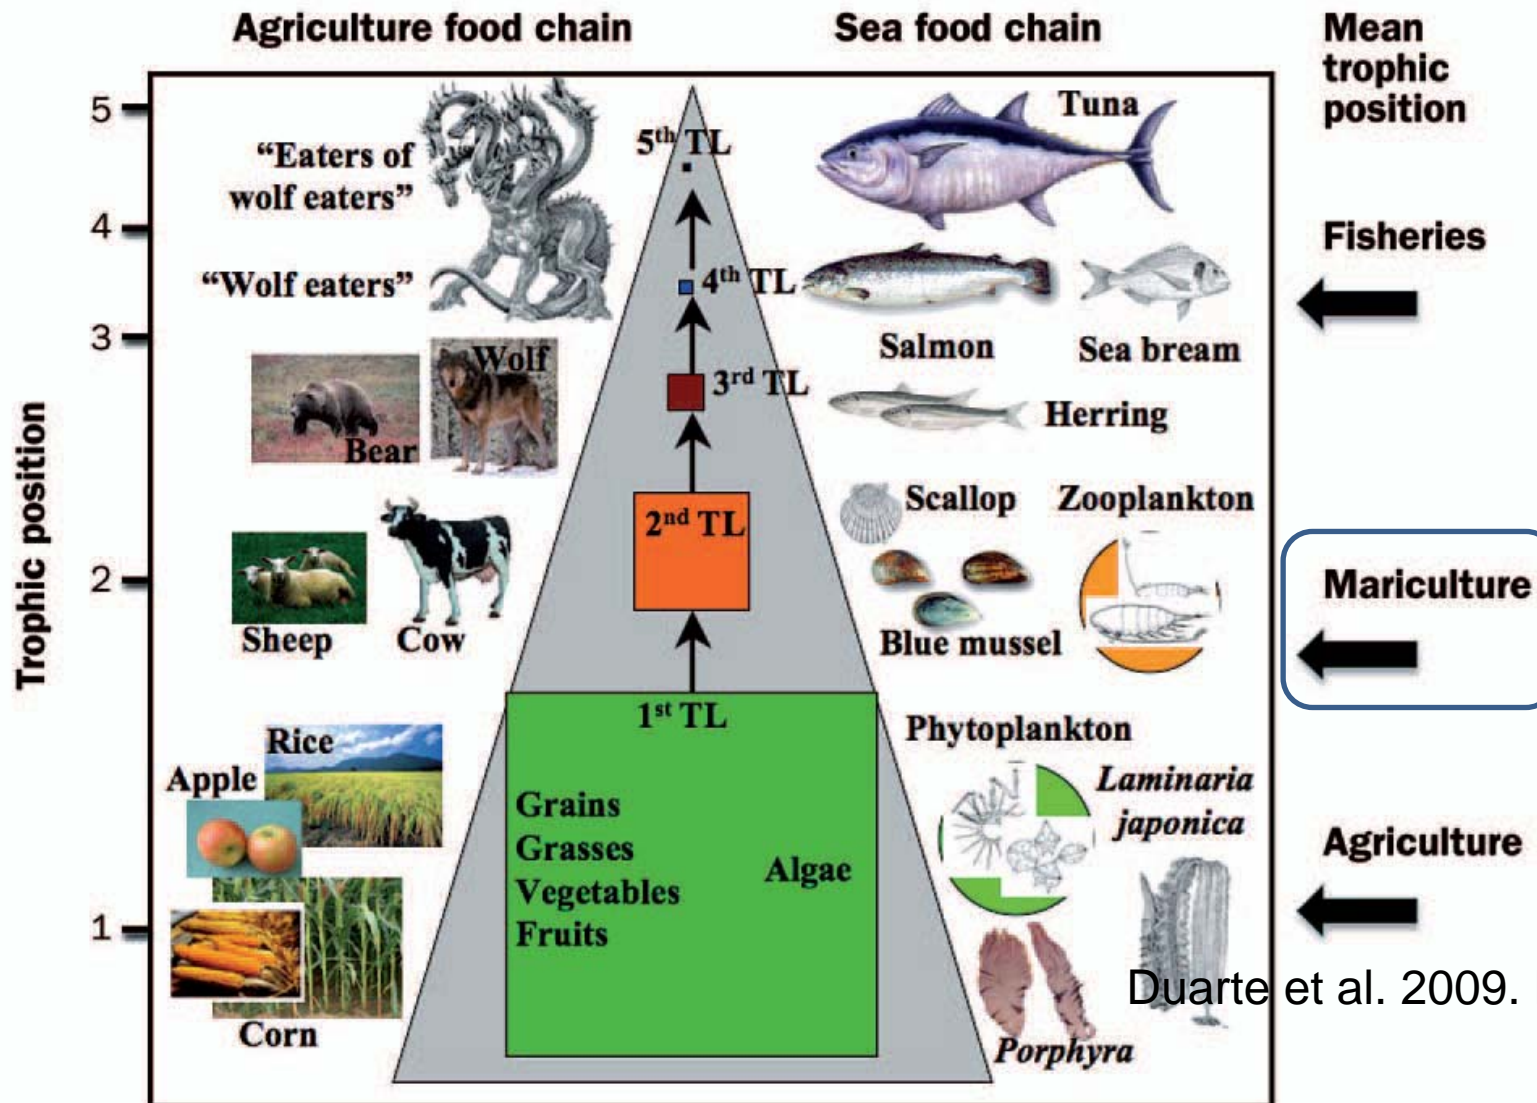 Agriculture food chain
Sea food chain
Mean
trophic
position
Trophic position
5
4
3
2
1
“Eaters of
wolf eaters”
“Wolf eaters”
Wolf
Bear
Sheep
Cow
Rice
Apple
Corn
5th TL
4th TL
3rd TL
2nd TL
1st TL
Grains
Grasses
Vegetables
Fruits
Algae
Tuna
Salmon
Sea bream
Herring
Scallop
Zooplankton
Blue mussel
Phytoplankton
Laminaria
japonica
Porphyra
Fisheries
Mariculture
Agriculture
Duarte et al. 2009.